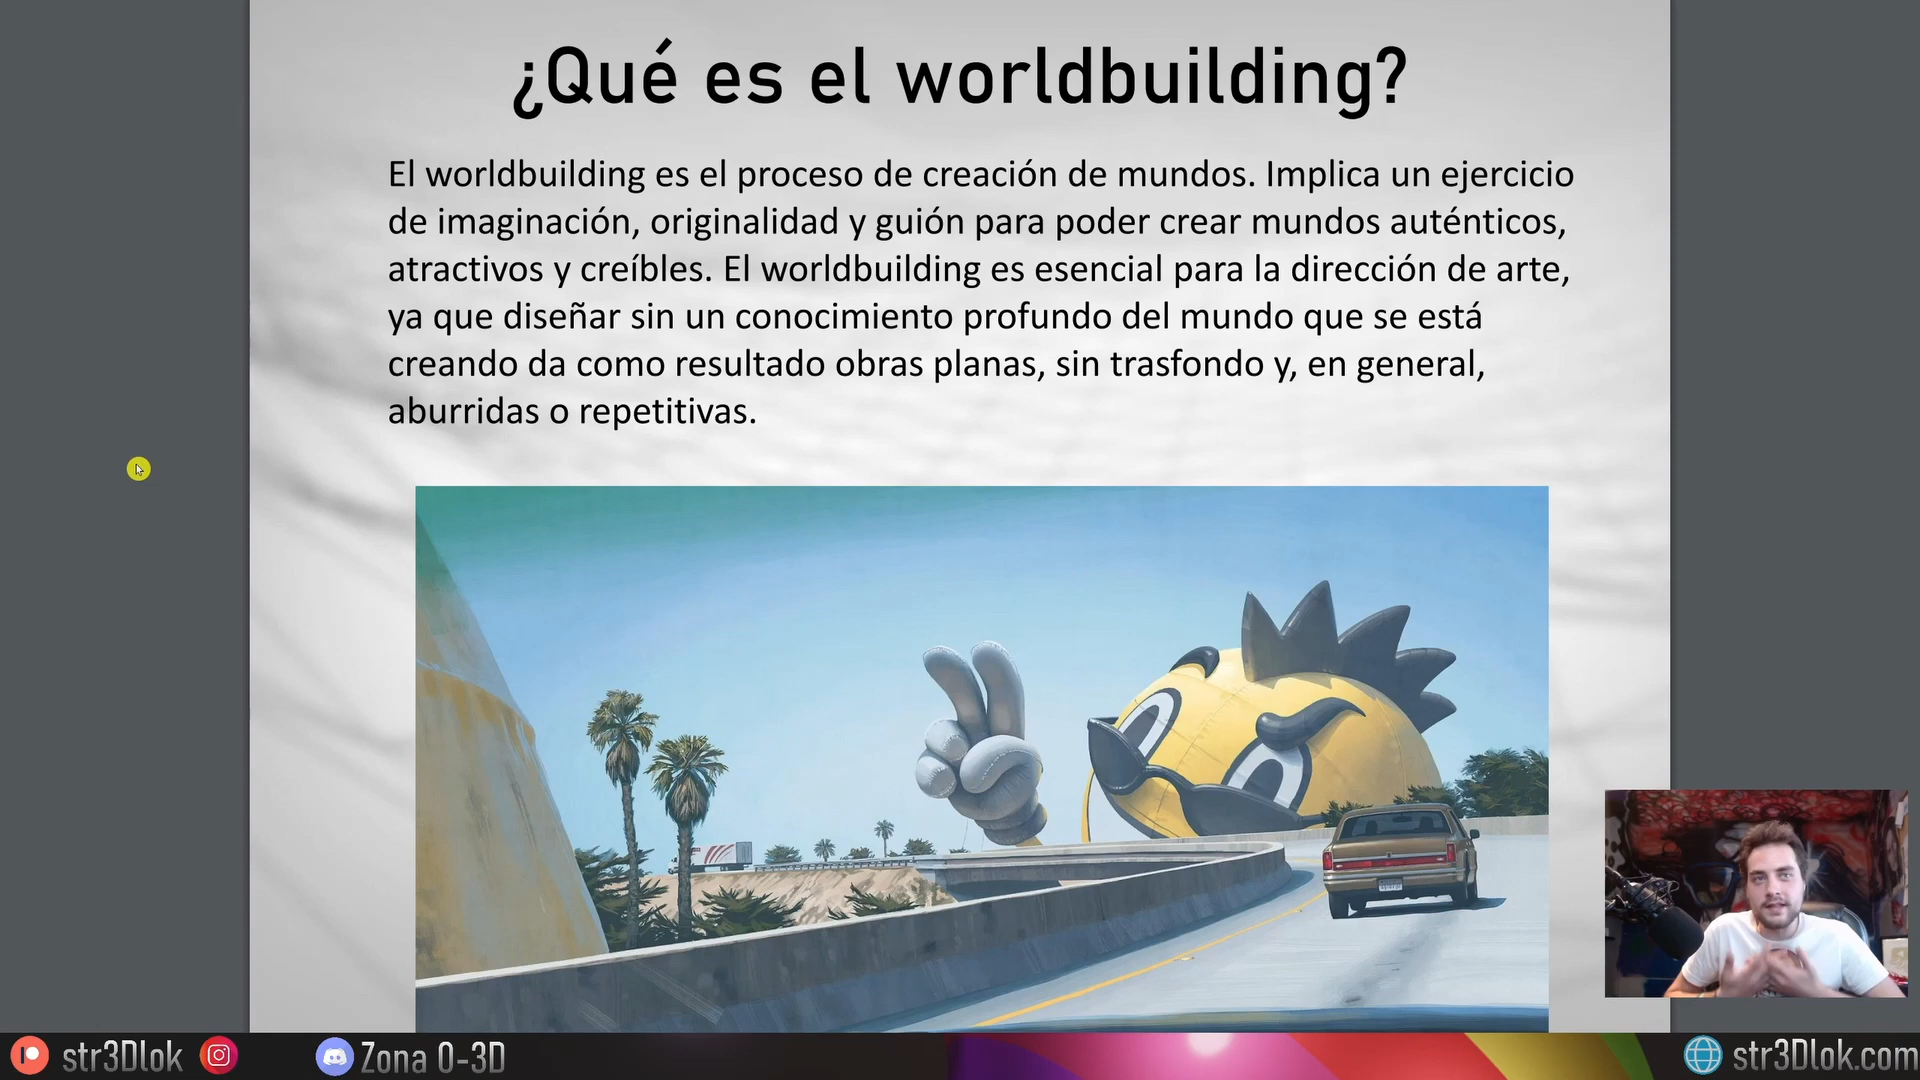 ¿Qué es el worldbuilding?
El worldbuilding es el proceso de creación de mundos. Implica un ejercicio
de imaginación, originalidad y guión para poder crear mundos auténticos,
atractivos y creíbles. El worldbuilding es esencial para la dirección de arte,
ya que diseñar sin un conocimiento profundo del mundo que se está
creando da como resultado obras planas, sin trasfondo y, en general,
aburridas o repetitivas.
str3Dlok
Zona 0-3D
str3Dlok.com